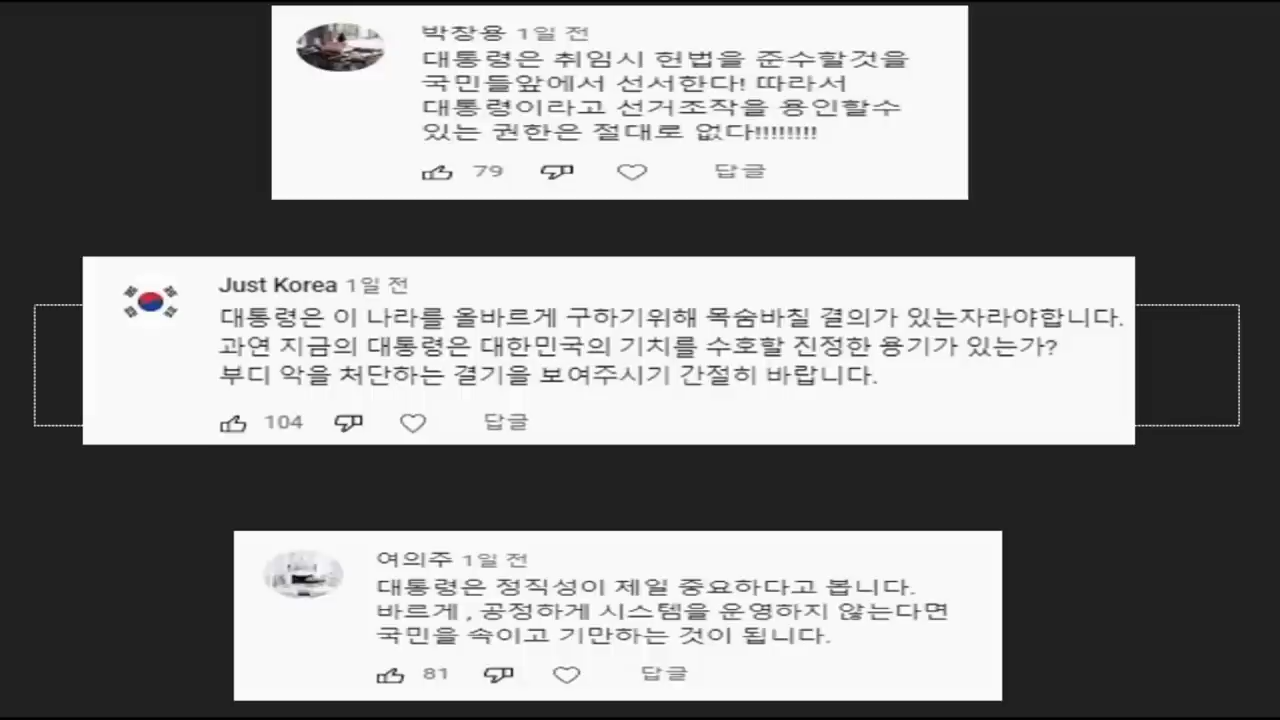 박창용 1일 전
대통령은 취임시 헌법을 준수할것을
국민들앞에서 선서한다! 따라서
대통령이라고 선거조작을 용인할수
있는 권한은 절대로 없다!!!!!!!!
79 답글
Just Korea 1일 전
대통령은 이 나라를 올바르게 구하기위해 목숨바칠 결의가 있는자라야합니다.
과연 지금의 대통령은 대한민국의 기치를 수호할 진정한 용기가 있는가?
부디 악을 처단하는 결기을 보여주시기 간절히 바랍니다.
104 답글
여의주 1일 전
대통령은 정직성이 제일 중요하다고 봅니다.
바르게 , 공정하게 시스템을 운영하지 않는다면
국민을 속이고 기만하는 것이 됩니다.
81 답글